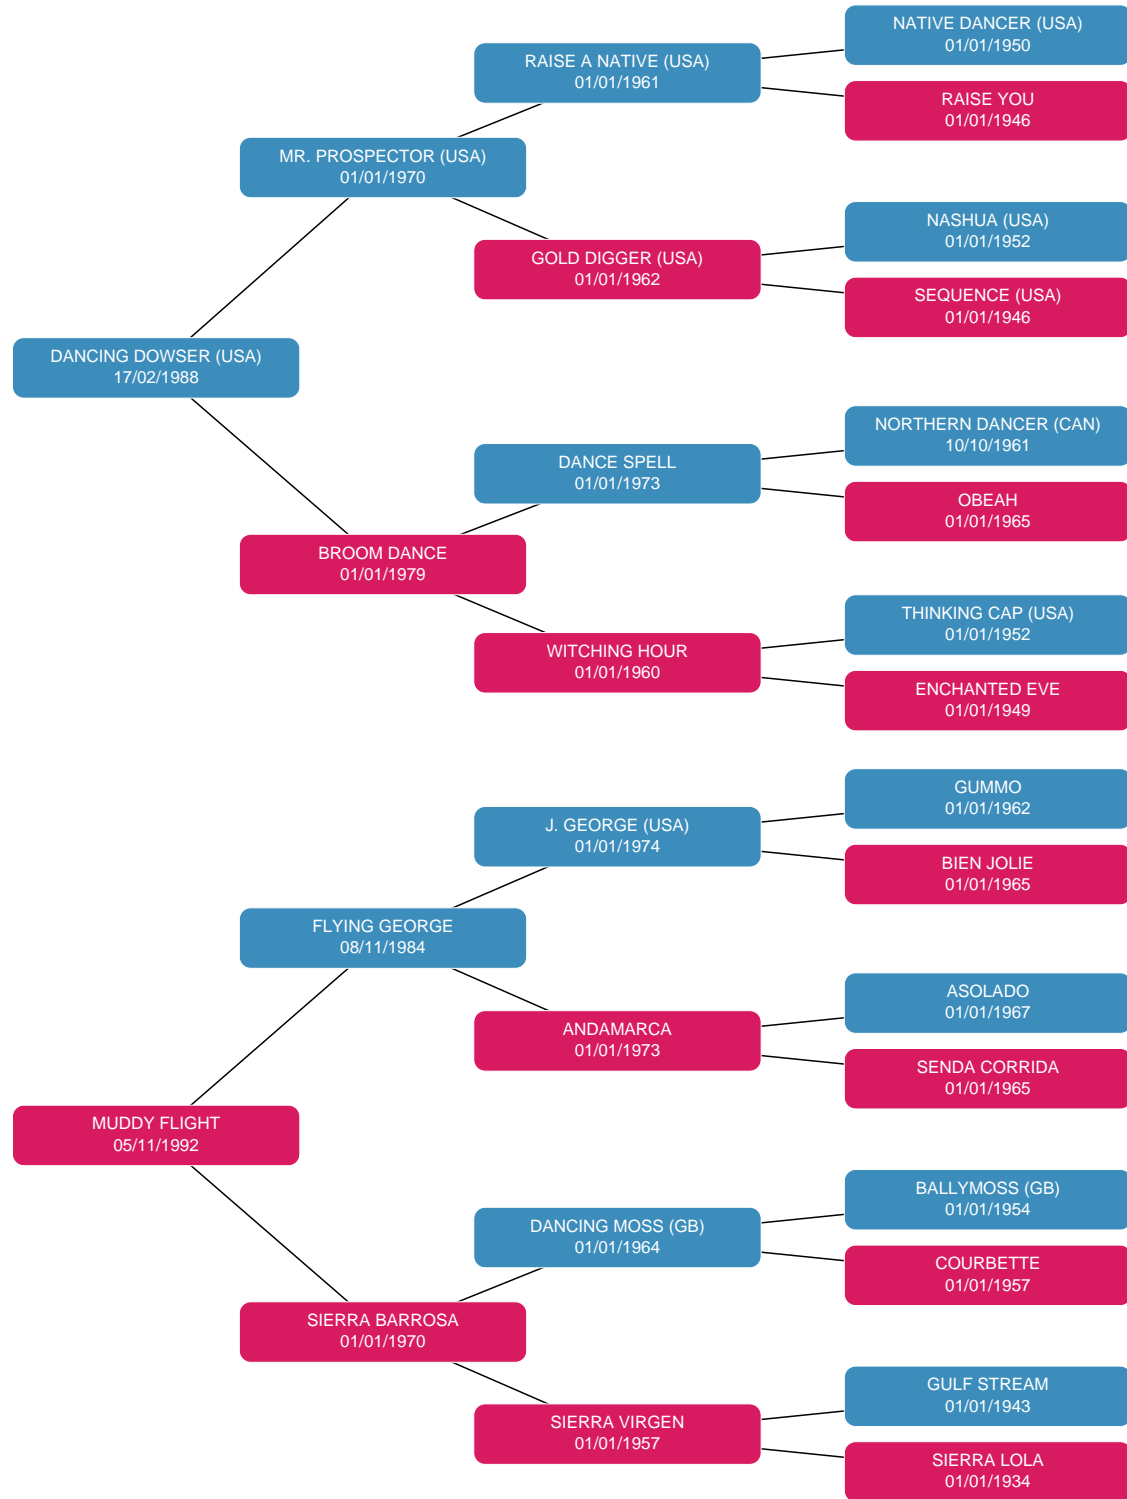 NATIVE DANCER (USA)
01/01/1950
RAISE A NATIVE (USA)
01/01/1961
RAISE YOU
01/01/1946
MR. PROSPECTOR (USA)
01/01/1970
NASHUA (USA)
01/01/1952
GOLD DIGGER (USA)
01/01/1962
SEQUENCE (USA)
01/01/1946
DANCING DOWSER (USA)
17/02/1988
NORTHERN DANCER (CAN)
10/10/1961
DANCE SPELL
01/01/1973
OBEAH
01/01/1965
BROOM DANCE
01/01/1979
THINKING CAP (USA)
01/01/1952
WITCHING HOUR
01/01/1960
ENCHANTED EVE
01/01/1949
GUMMO
01/01/1962
J. GEORGE (USA)
01/01/1974
BIEN JOLIE
01/01/1965
FLYING GEORGE
08/11/1984
ASOLADO
01/01/1967
ANDAMARCA
01/01/1973
SENDA CORRIDA
01/01/1965
MUDDY FLIGHT
05/11/1992
BALLYMOSS (GB)
01/01/1954
DANCING MOSS (GB)
01/01/1964
COURBETTE
01/01/1957
SIERRA BARROSA
01/01/1970
GULF STREAM
01/01/1943
SIERRA VIRGEN
01/01/1957
SIERRA LOLA
01/01/1934